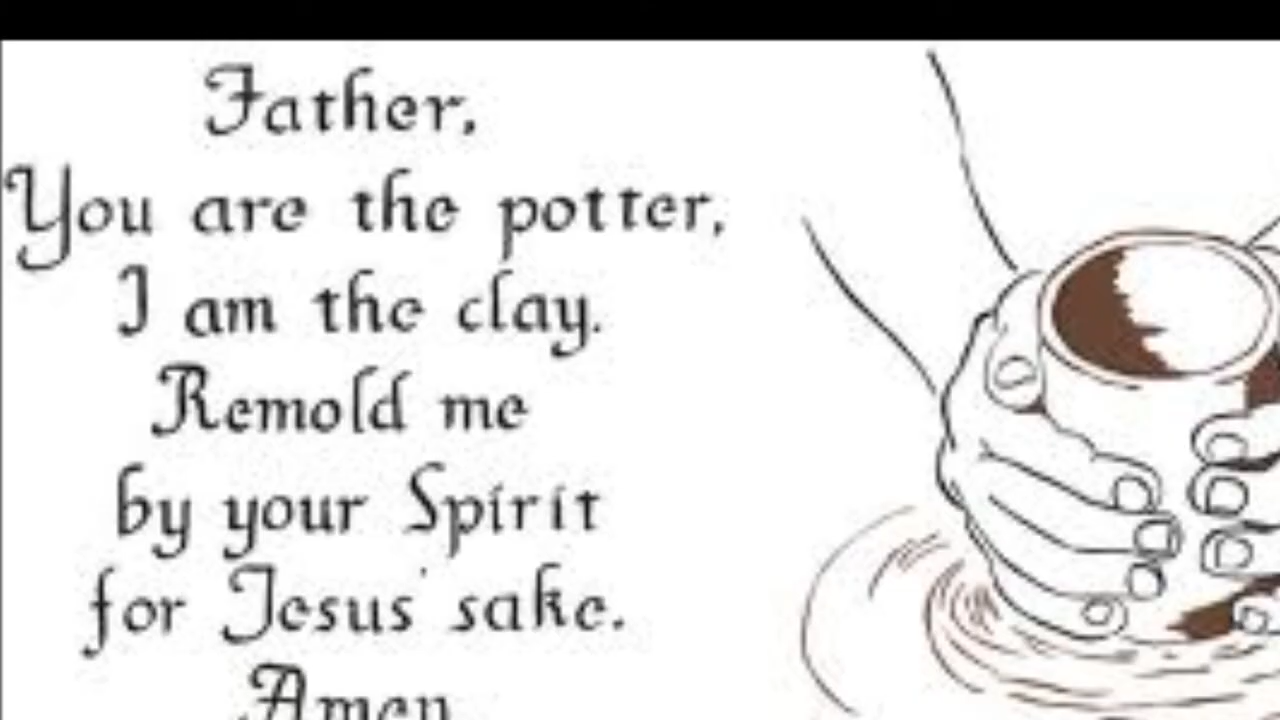 Father,
You are the potter,
I am the clay.
Remold me
by your Spirit
for Jesus' sake.
Amen